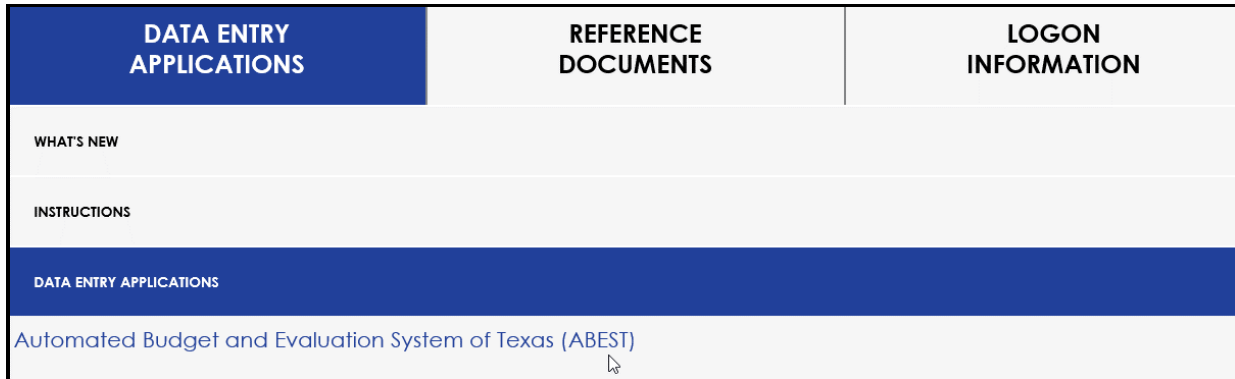 DATA ENTRY
APPLICATIONS
REFERENCE
DOCUMENTS
LOGON
INFORMATION
WHAT'S NEW
INSTRUCTIONS
DATA ENTRY APPLICATIONS
Automated Budget and Evaluation System of Texas (ABEST)